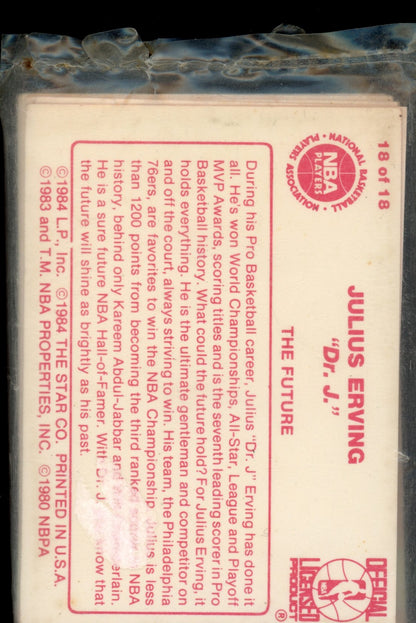 18 of 18
NATIONAL BASKETBALL
PLAYERS
ASSOCIATION
NBA
PLAYERS
JULIUS ERVING
"Dr. J."
THE FUTURE
OFFICIAL
LICENSED
PRODUCT
®
During his Pro Basketball career, Julius "Dr. J" Erving has done it
all. He's won World Championships, All-Star, League and Playoff
MVP Awards, scoring titles and is the seventh leading scorer in Pro
Basketball history. What could the future hold? For Julius Erving, it
holds everything. He is the ultimate gentleman and competitor on
and off the court, always striving to win. His team, the Philadelphia
76ers, are favorites to win the NBA Championship. Julius is less
than 1200 points from becoming the third ranked NBA
history, behind only Kareem Abdul-Jabbar and
He is a sure future NBA Hall-of-Famer. With Dr. J know that
the future will shine as brightly as his past.
©1984 L.P., Inc. ©1984 THE STAR CO. PRINTED IN U.S.A.
©1983 and T.M. NBA PROPERTIES, INC. ©1980 NBPA